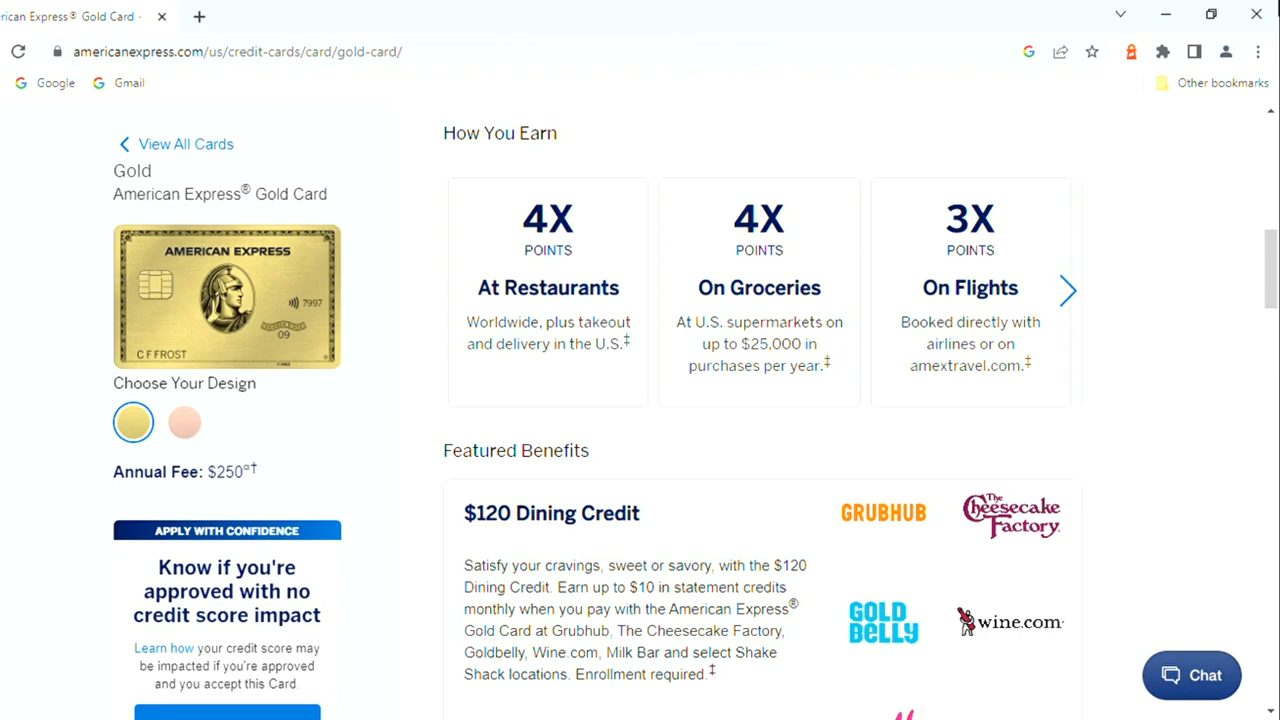 rican Express® Gold Card -
americanexpress.com/us/credit-cards/card/gold-card/
Google
Gmail
Other bookmarks
View All Cards
Gold
American Express® Gold Card
AMERICAN EXPRESS
7997
09
C F FROST
Choose Your Design
Annual Fee: $250¤†
APPLY WITH CONFIDENCE
Know if you're
approved with no
credit score impact
Learn how your credit score may
be impacted if you're approved
and you accept this Card.
How You Earn
4X
POINTS
At Restaurants
Worldwide, plus takeout
and delivery in the U.S.‡
4X
POINTS
On Groceries
At U.S. supermarkets on
up to $25,000 in
purchases per year.‡
3X
POINTS
On Flights
Booked directly with
airlines or on
amextravel.com.‡
Featured Benefits
$120 Dining Credit
Satisfy your cravings, sweet or savory, with the $120
Dining Credit. Earn up to $10 in statement credits
monthly when you pay with the American Express®
Gold Card at Grubhub, The Cheesecake Factory,
Goldbelly, Wine.com, Milk Bar and select Shake
Shack locations. Enrollment required.‡
GRUBHUB
The
Cheesecake
Factory.
GOLD
BELLY
wine.com
Chat